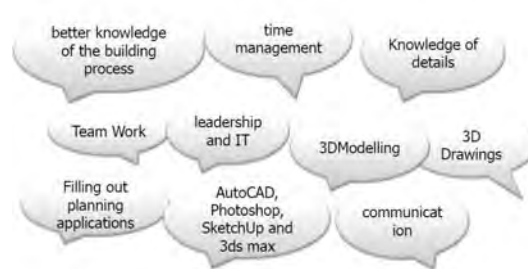 better knowledge
of the building
process
time
management
Knowledge of
details
Team Work
leadership
and IT
3DModelling
3D
Drawings
Filling out
planning
applications
AutoCAD,
Photoshop,
SketchUp and
3ds max
communicat
ion